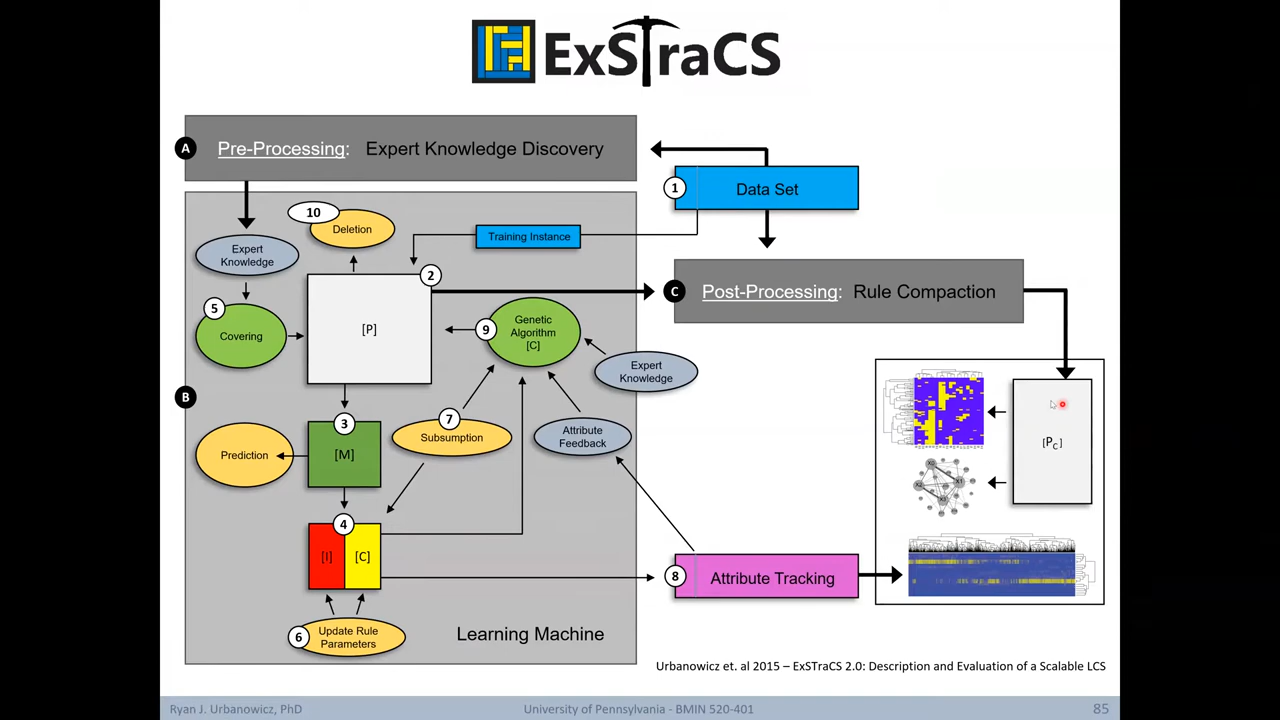 ExSTraCS
A
Pre-Processing: Expert Knowledge Discovery
1
Data Set
10
Deletion
Training Instance
Expert
Knowledge
2
C
Post-Processing: Rule Compaction
5
Covering
[P]
9
Genetic
Algorithm
[C]
Expert
Knowledge
B
3
[M]
Prediction
7
Subsumption
Attribute
Feedback
[PC]
4
[I]
[C]
8
Attribute Tracking
6
Update Rule
Parameters
Learning Machine
Urbanowicz et. al 2015 – ExSTraCS 2.0: Description and Evaluation of a Scalable LCS
Ryan J. Urbanowicz, PhD
University of Pennsylvania - BMIN 520-401
85